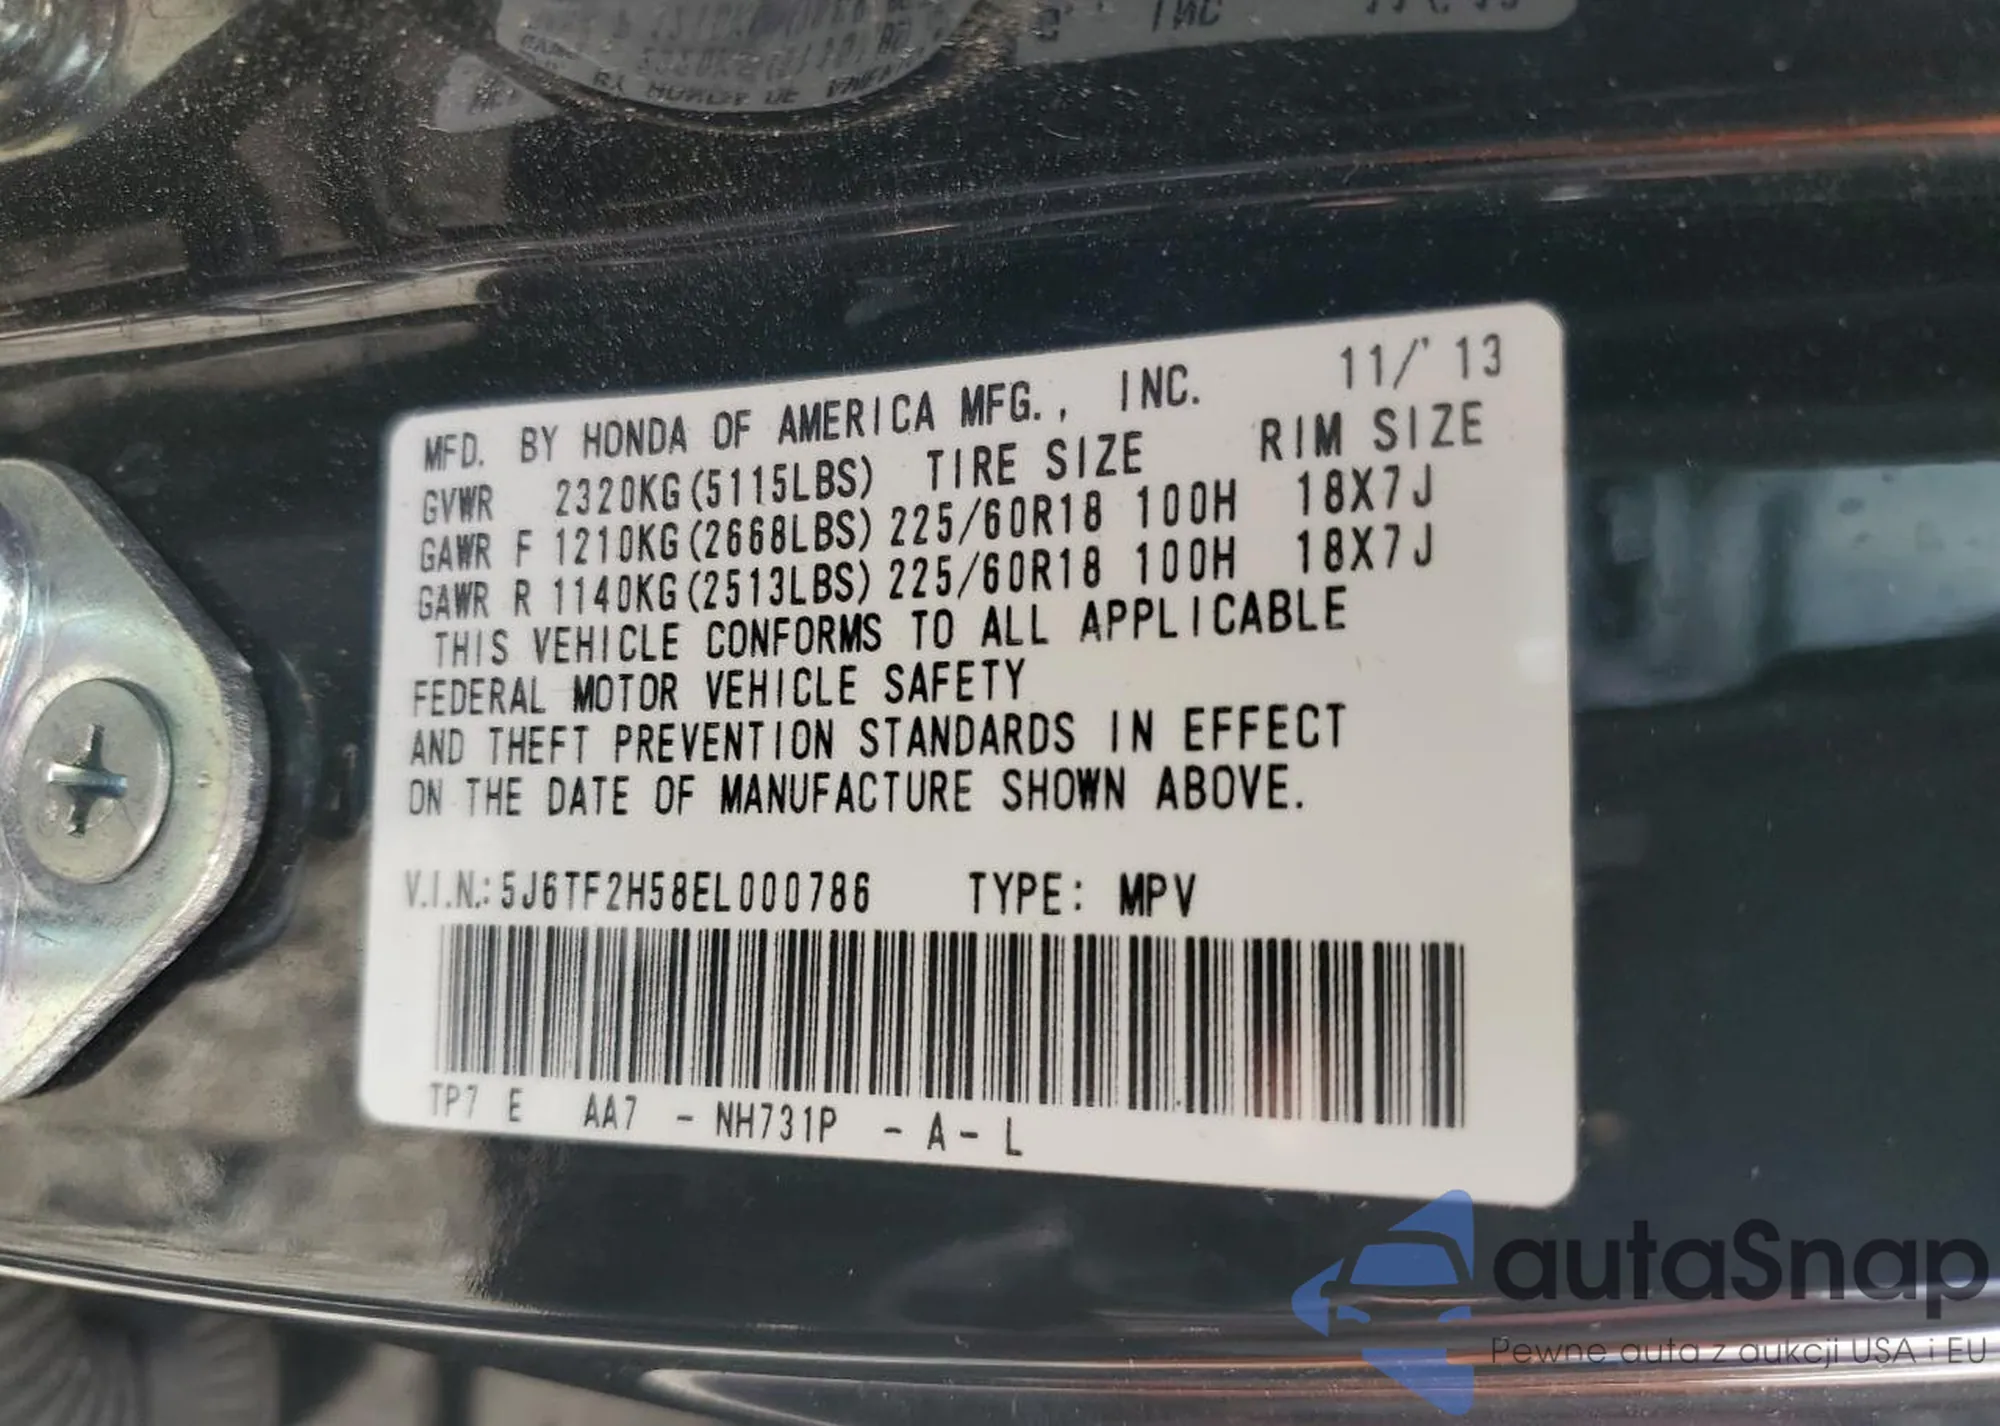 INC
MFD. BY HONDA OF AMERICA MFG., INC. 11/'13
GVWR 2320KG(5115LBS) TIRE SIZE RIM SIZE
GAWR F 1210KG(2668LBS) 225/60R18 100H 18X7J
GAWR R 1140KG(2513LBS) 225/60R18 100H 18X7J
THIS VEHICLE CONFORMS TO ALL APPLICABLE
FEDERAL MOTOR VEHICLE SAFETY
AND THEFT PREVENTION STANDARDS IN EFFECT
ON THE DATE OF MANUFACTURE SHOWN ABOVE.
V.I.N.: 5J6TF2H58EL000786 TYPE: MPV
TP7 E AA7 - NH731P - A - L
autaSnap
Pewne auta z aukcji USA i EU